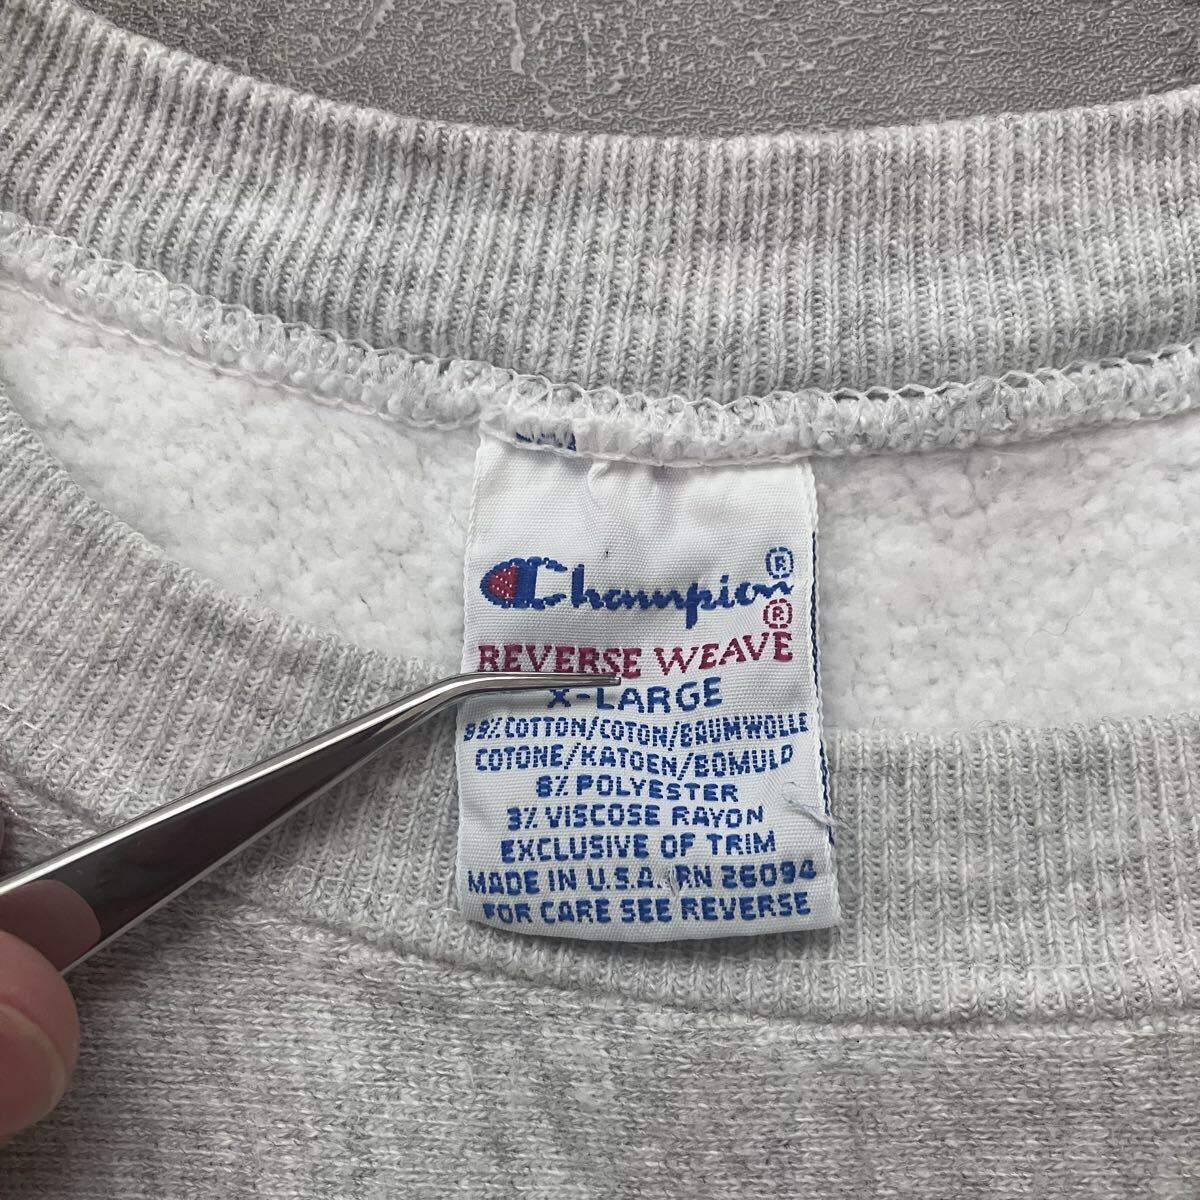 Champion®
REVERSE WEAVE®
X-LARGE
89% COTTON/COTON/BAUMWOLLE
COTONE/KATOEN/BOMULD
8% POLYESTER
3% VISCOSE RAYON
EXCLUSIVE OF TRIM
MADE IN U.S.A. RN 26094
FOR CARE SEE REVERSE